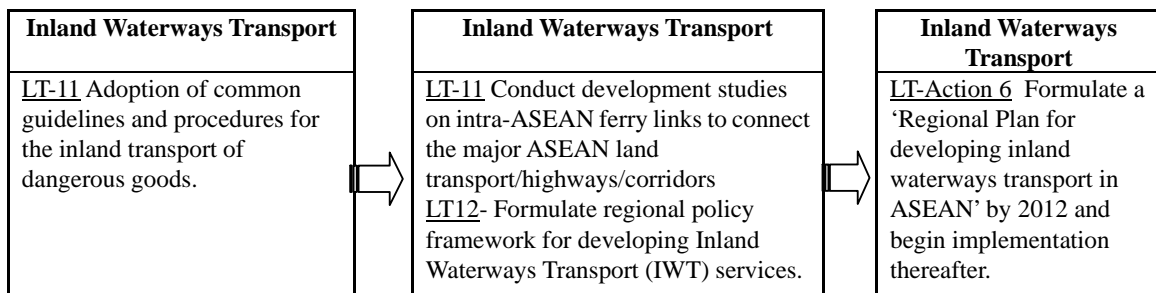 Inland Waterways Transport
LT-11 Adoption of common
guidelines and procedures for
the inland transport of
dangerous goods.
Inland Waterways Transport
LT-11 Conduct development studies
on intra-ASEAN ferry links to connect
the major ASEAN land
transport/highways/corridors
LT12- Formulate regional policy
framework for developing Inland
Waterways Transport (IWT) services.
Inland Waterways
Transport
LT-Action 6 Formulate a
‘Regional Plan for
developing inland
waterways transport in
ASEAN’ by 2012 and
begin implementation
thereafter.